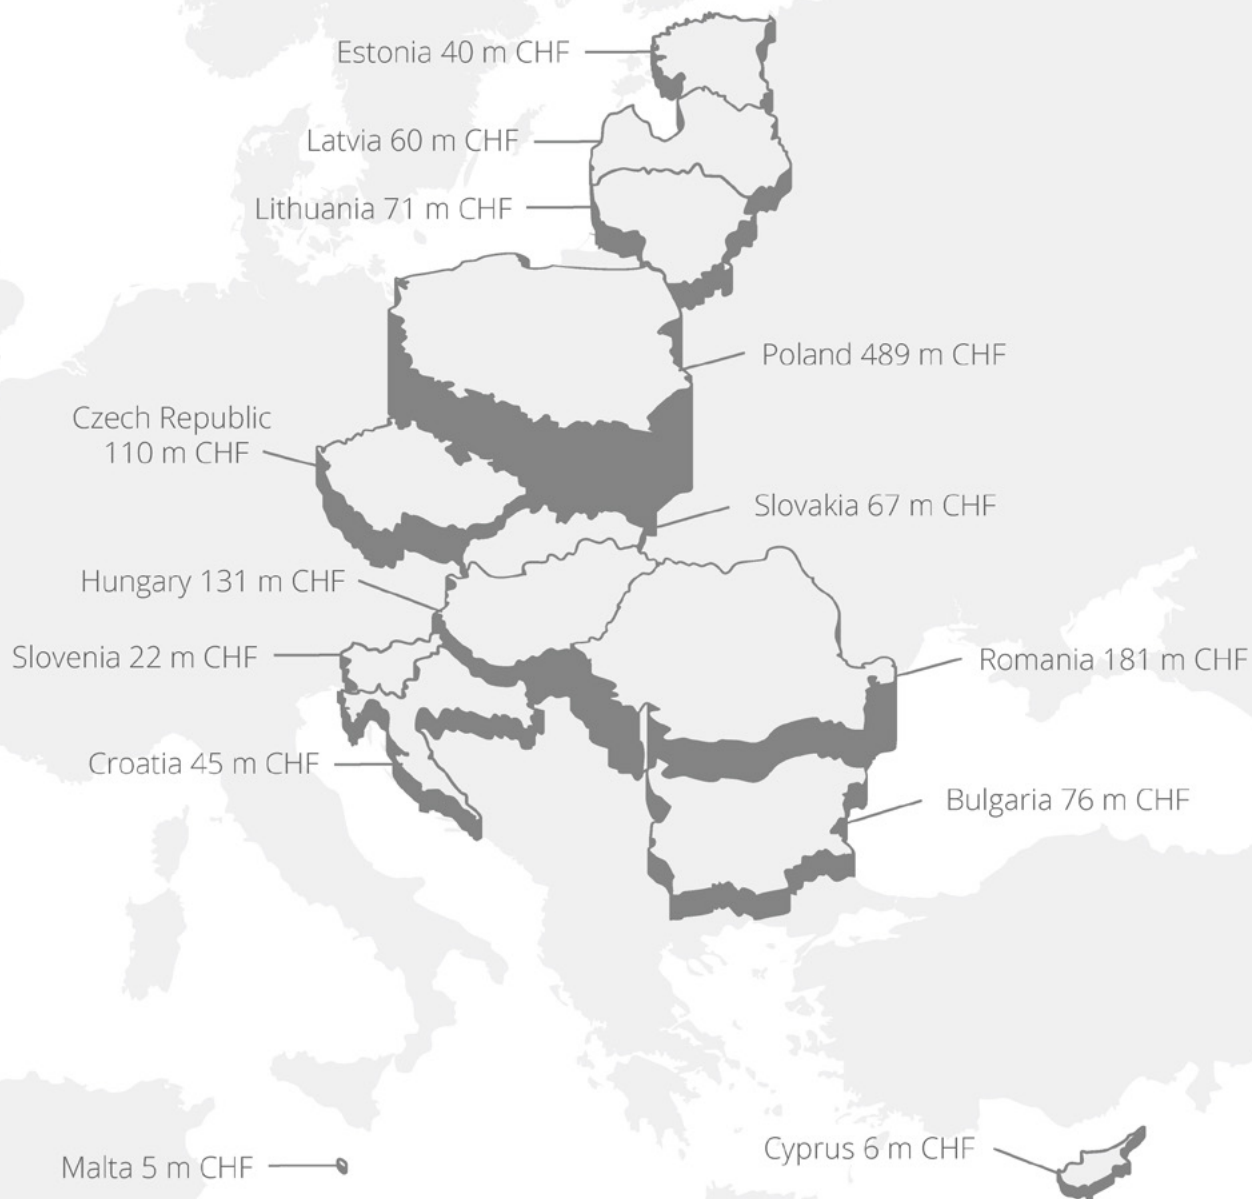 Estonia 40 m CHF
Latvia 60 m CHF
Lithuania 71 m CHF
Poland 489 m CHF
Czech Republic
110 m CHF
Slovakia 67 m CHF
Hungary 131 m CHF
Slovenia 22 m CHF
Romania 181 m CHF
Croatia 45 m CHF
Bulgaria 76 m CHF
Cyprus 6 m CHF
Malta 5 m CHF